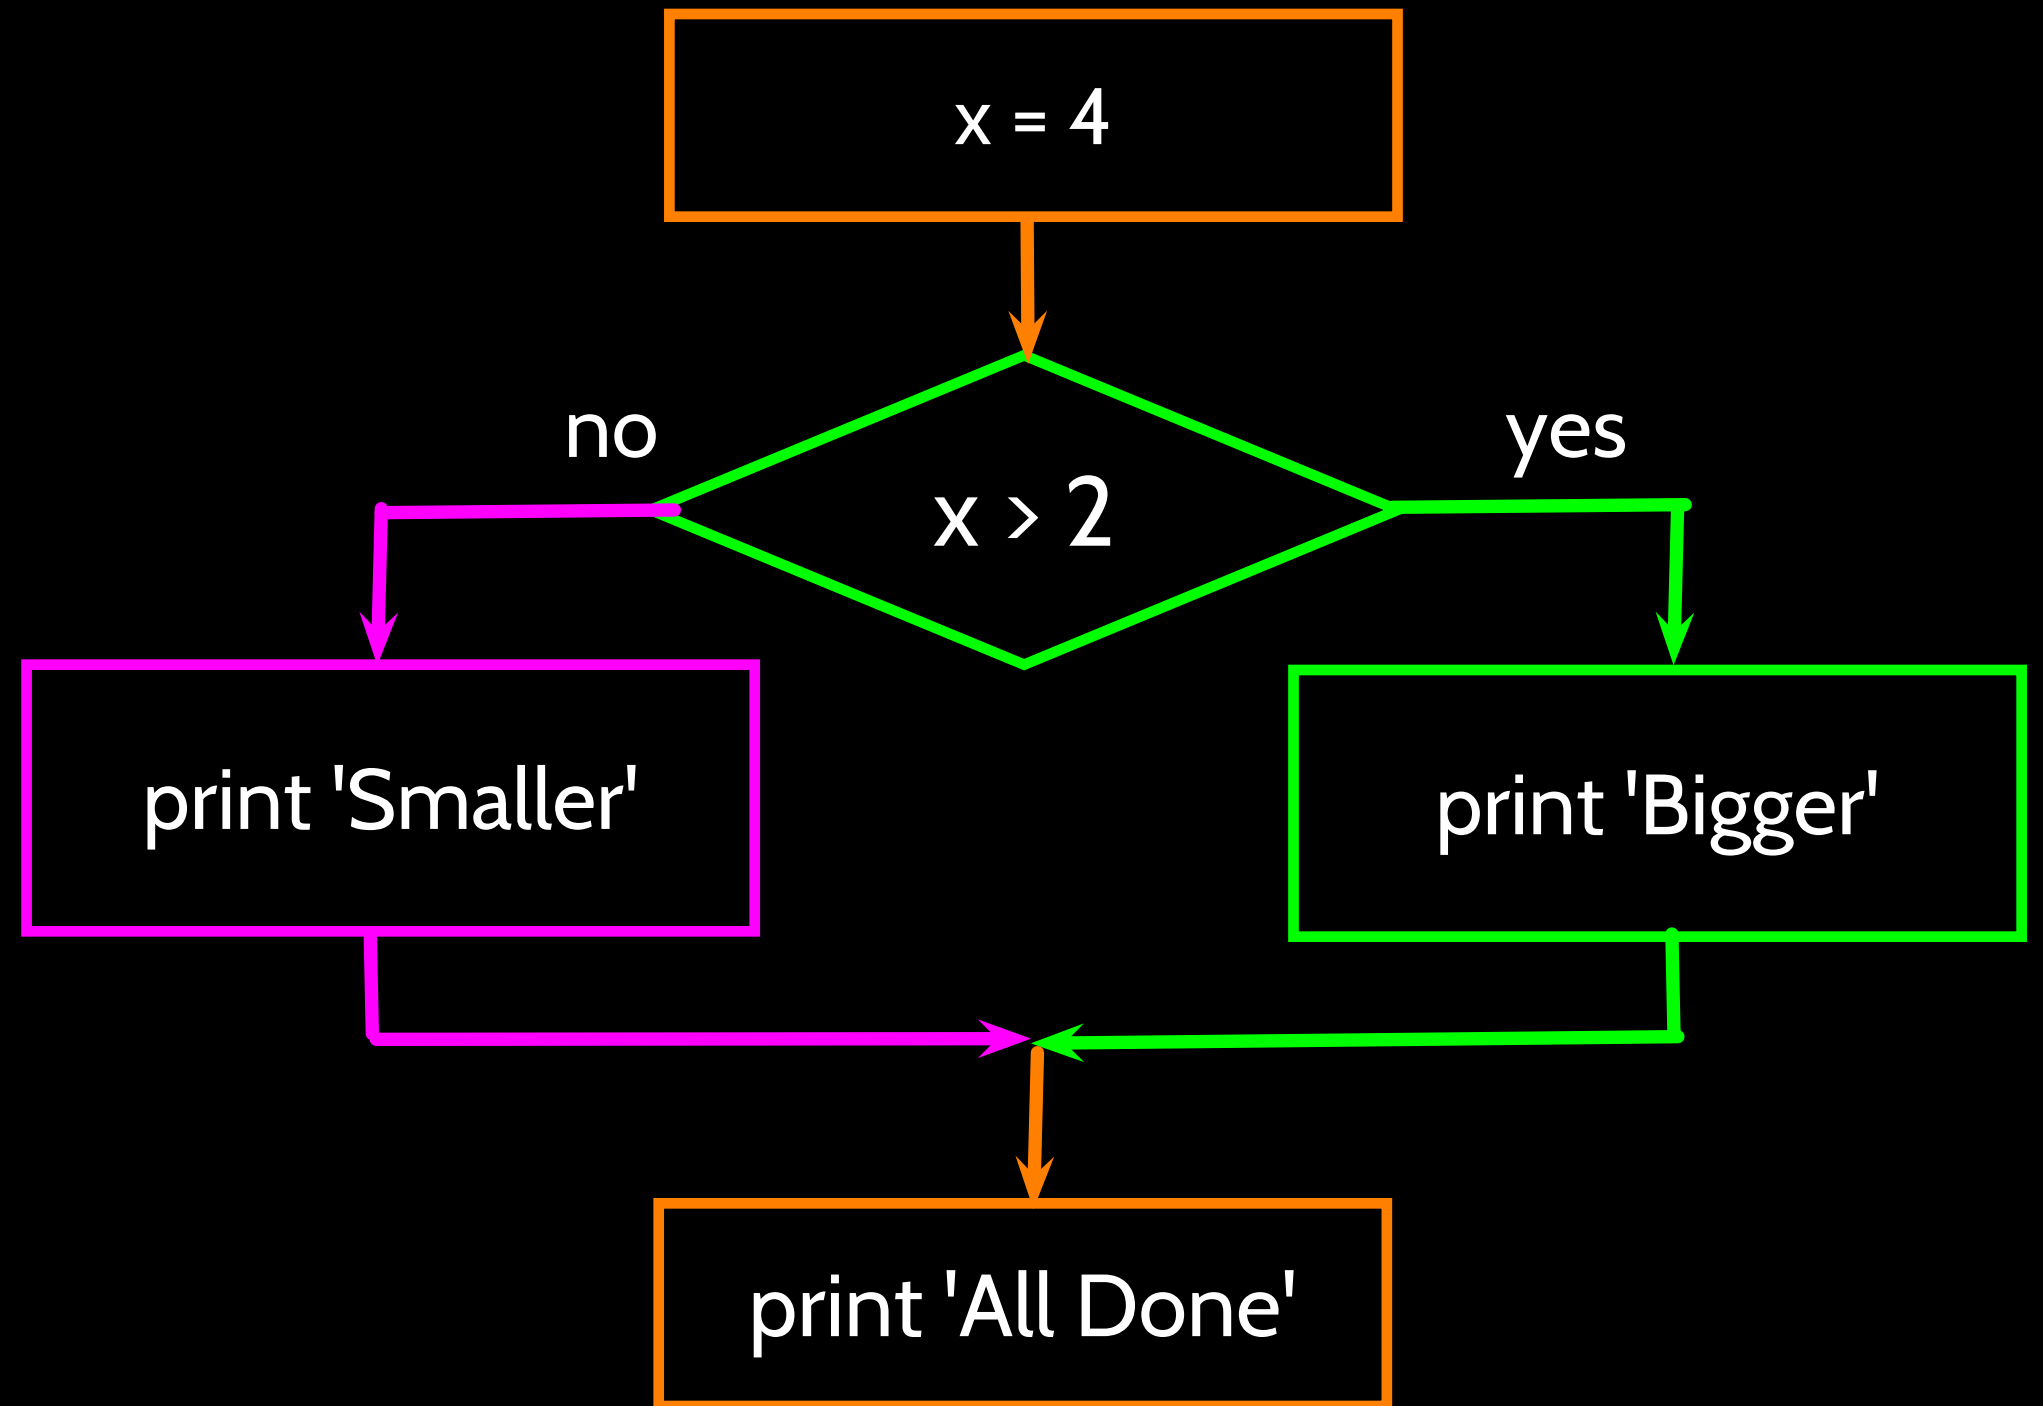 x = 4
no
yes
x > 2
print 'Smaller'
print 'Bigger'
print 'All Done'